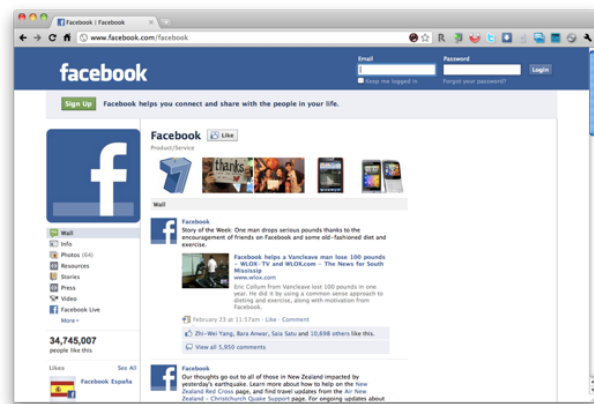 Facebook | Facebook
www.facebook.com/facebook
facebook
Email
Password
Login
Keep me logged in
Forgot your password?
Sign Up
Facebook helps you connect and share with the people in your life.
Facebook
Like
Product/Service
thanks
Wall
Wall
Info
Photos (64)
Resources
Stories
Press
Video
Facebook Live
More
34,745,007
people like this
Likes
See All
Facebook España
Facebook
Story of the Week: One man drops serious pounds thanks to the
encouragement of friends on Facebook and some old-fashioned diet and
exercise.
Facebook helps a Vancleave man lose 100 pounds
- WLOX-TV and WLOX.com - The News for South
Mississip
www.wlox.com
Eric Collum from Vancleave lost 100 pounds in one
year. He did it by using a common sense approach to
dieting and exercise, along with motivation from
Facebook.
February 23 at 11:57am · Like · Comment
Zhi-Wei Yang, Bara Anwar, Saia Satu and 10,698 others like this.
View all 5,950 comments
Facebook
Our thoughts go out to all of those in New Zealand impacted by
yesterday's earthquake. Learn more about how to help on the New
Zealand Red Cross page, and find travel updates from the Air New
Zealand - Christchurch Quake Support page. For ongoing updates about